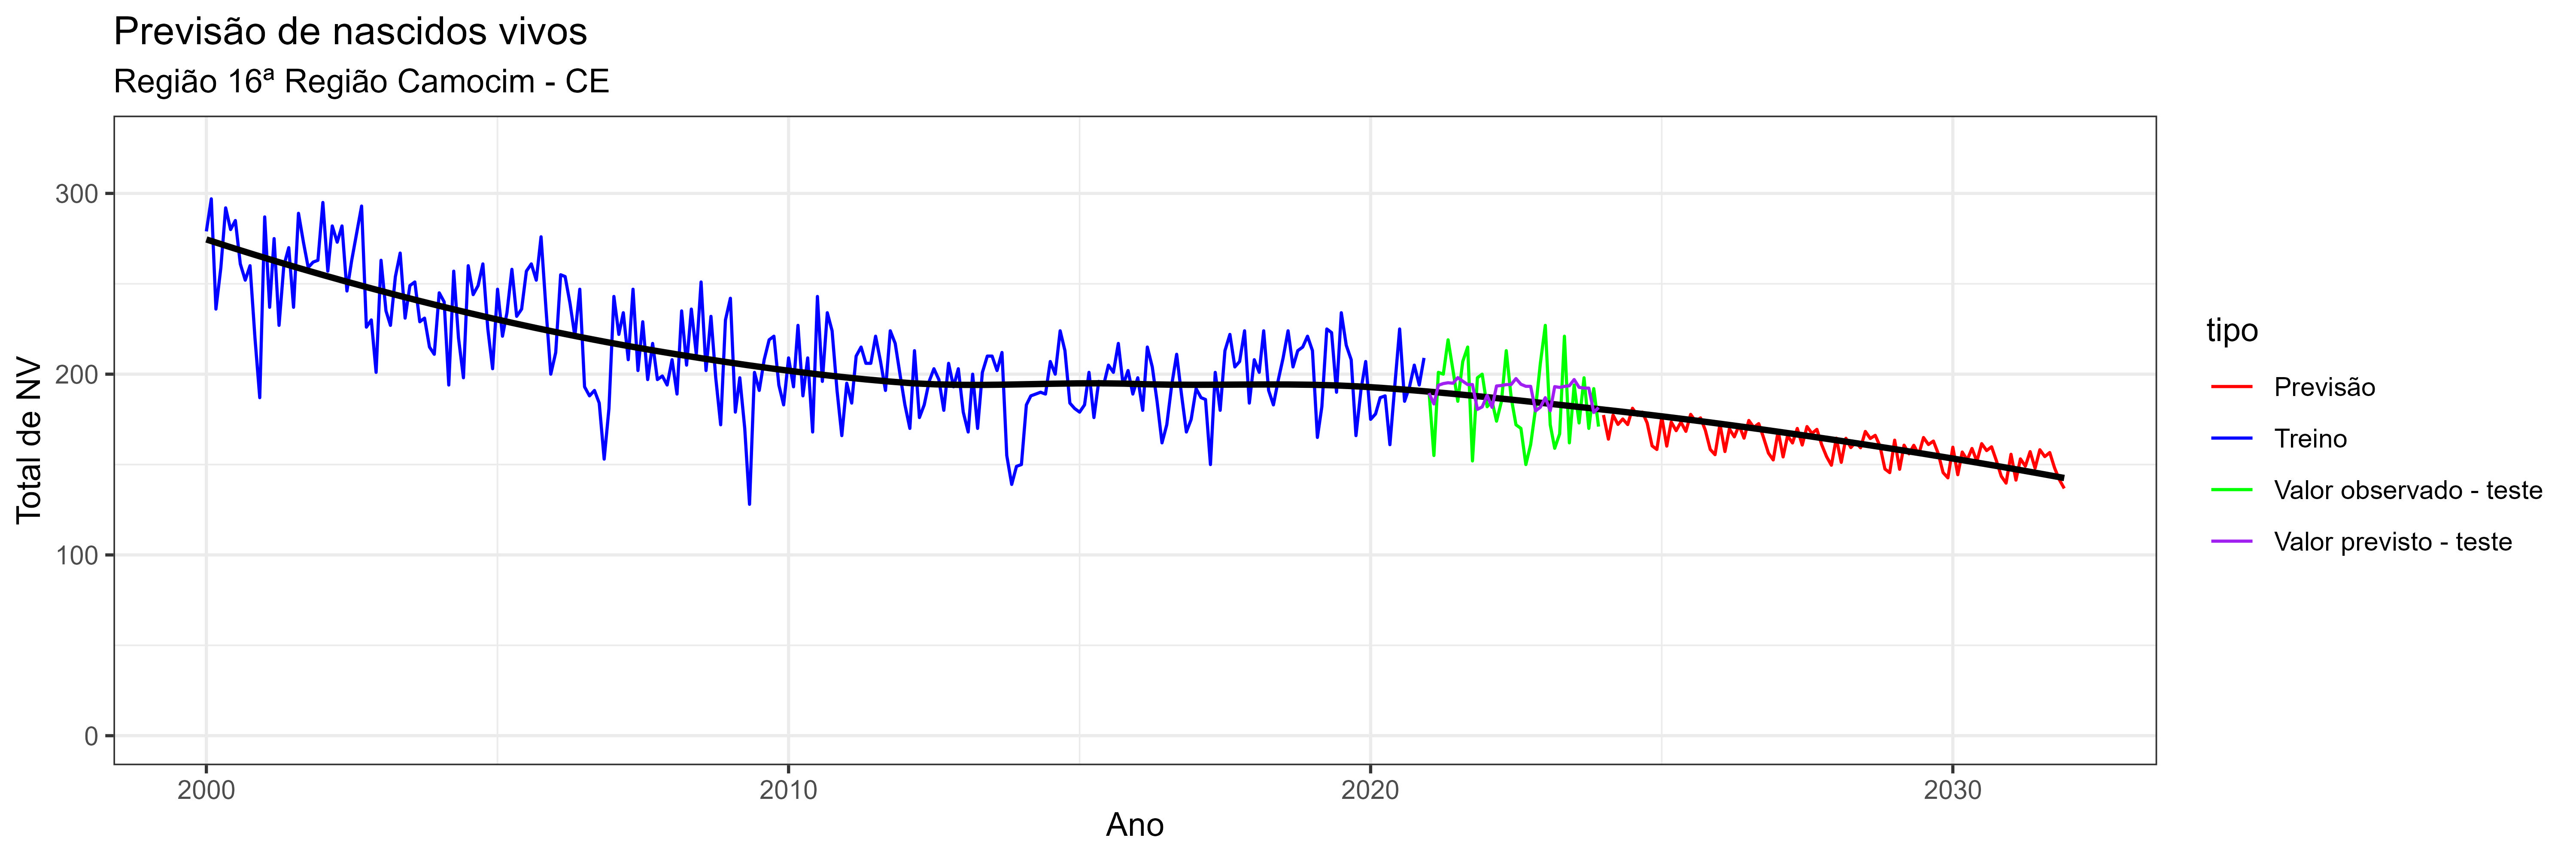 Previsão de nascidos vivos
Região 16ª Região Camocim - CE
Total de NV
300
200
100
0
2000
2010
2020
2030
Ano
tipo
Previsão
Treino
Valor observado - teste
Valor previsto - teste